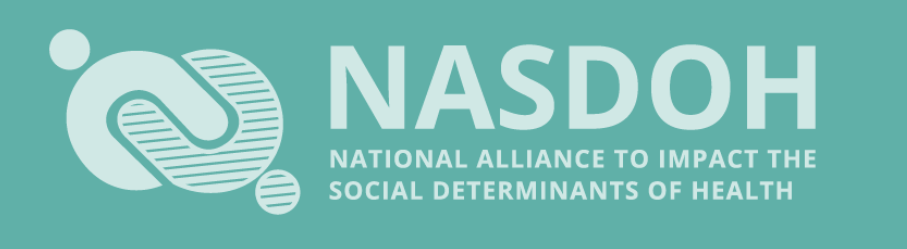 NASDOH
NATIONAL ALLIANCE TO IMPACT THE
SOCIAL DETERMINANTS OF HEALTH